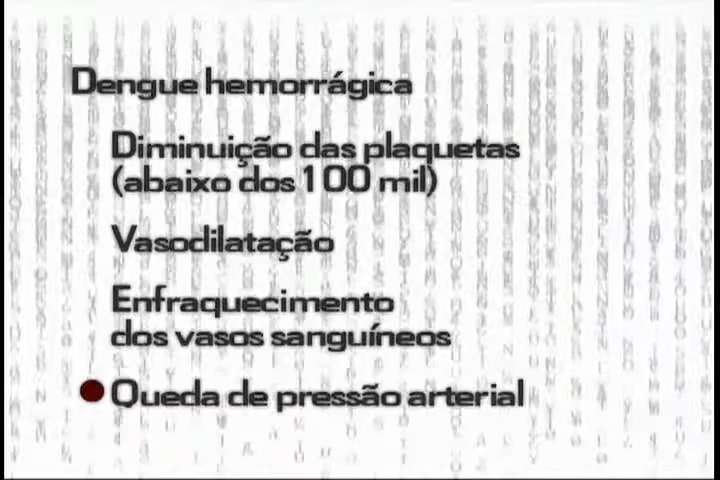 Dengue hemorrágica
Diminuição das plaquetas
(abaixo dos 100 mil)
Vasodilatação
Enfraquecimento
dos vasos sanguíneos
Queda de pressão arterial